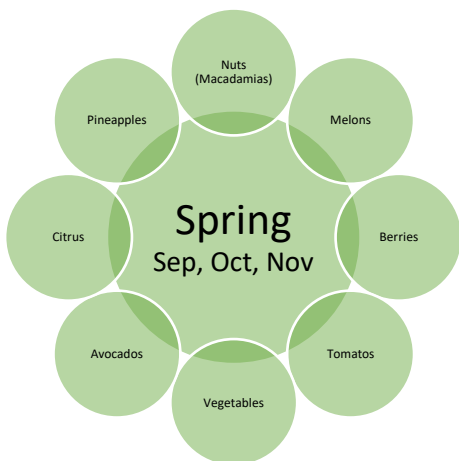 Nuts
(Macadamias)
Pineapples
Melons
Spring
Sep, Oct, Nov
Citrus
Berries
Avocados
Tomatos
Vegetables